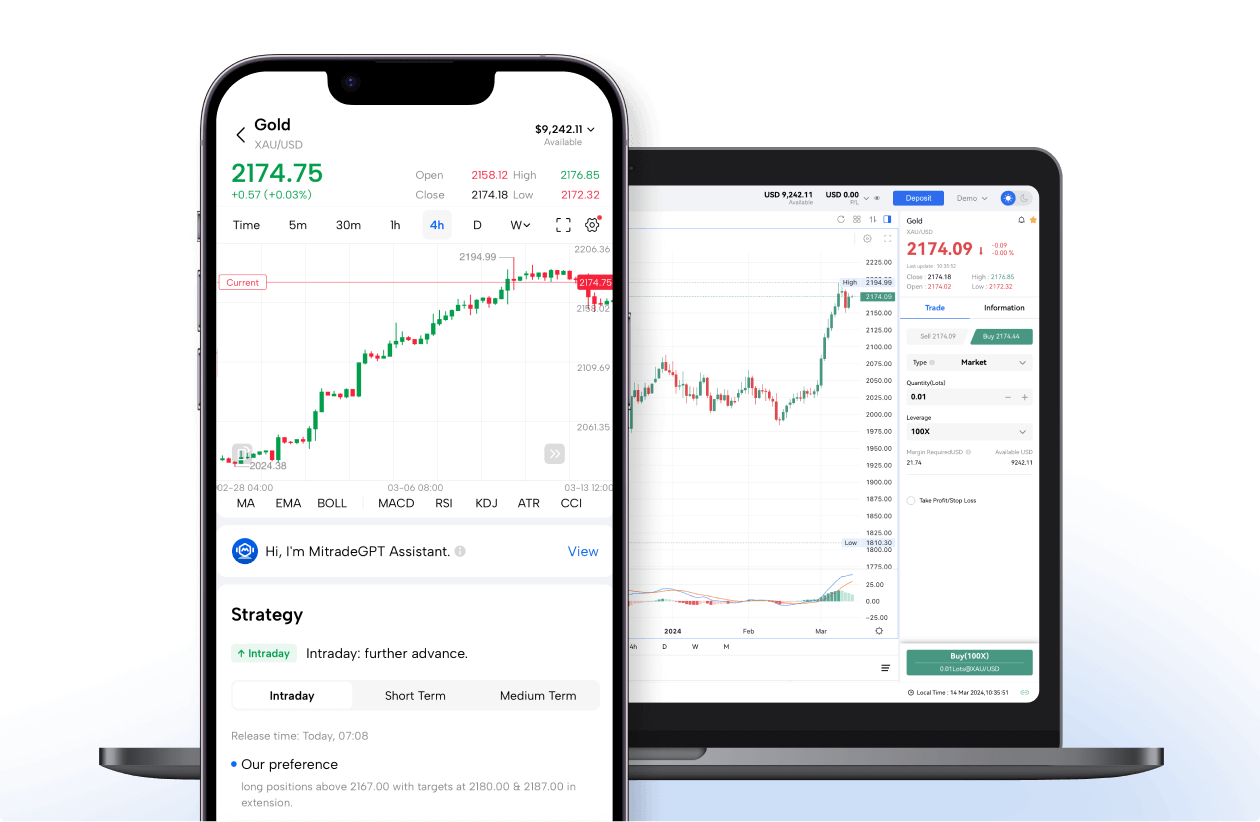 Gold
XAU/USD
$9,242.11
Available
2174.75
+0.57 (+0.03%)
Open 2158.12 High 2176.85
Close 2174.18 Low 2172.32
Time 5m 30m 1h 4h D W
2206.36
2194.99
Current
2174.75
2158.02
2109.69
2061.35
2024.38
02-28 04:00 03-06 08:00 03-13 12:00
MA EMA BOLL MACD RSI KDJ ATR CCI
Hi, I'm MitradeGPT Assistant.
View
Strategy
↑ Intraday Intraday: further advance.
Intraday Short Term Medium Term
Release time: Today, 07:08
Our preference
long positions above 2167.00 with targets at 2180.00 & 2187.00 in
extension.
USD 9,242.11 USD 0.00 Deposit Demo
Available P/L
2225.00
High 2194.99
2174.09
2150.00
2125.00
2100.00
2075.00
2050.00
2025.00
2000.00
1975.00
1950.00
1925.00
1900.00
1875.00
1850.00
1825.00
Low 1810.30
1800.00
1775.00
25.00
0.00
−25.00
2024 Feb Mar
4h D W M
Gold
XAU/USD
2174.09
-0.09
-0.00 %
Last update : 10:35:52
Close : 2174.18 High : 2176.85
Open : 2174.02 Low : 2172.32
Trade Information
Sell 2174.09 Buy 2174.44
Type Market
Quantity(Lots)
0.01
Leverage
100X
Margin RequiredUSD Available USD
21.74 9242.11
Take Profit/Stop Loss
Buy(100X)
0.01Lots@XAU/USD
Local Time : 14 Mar 2024,10:35:51